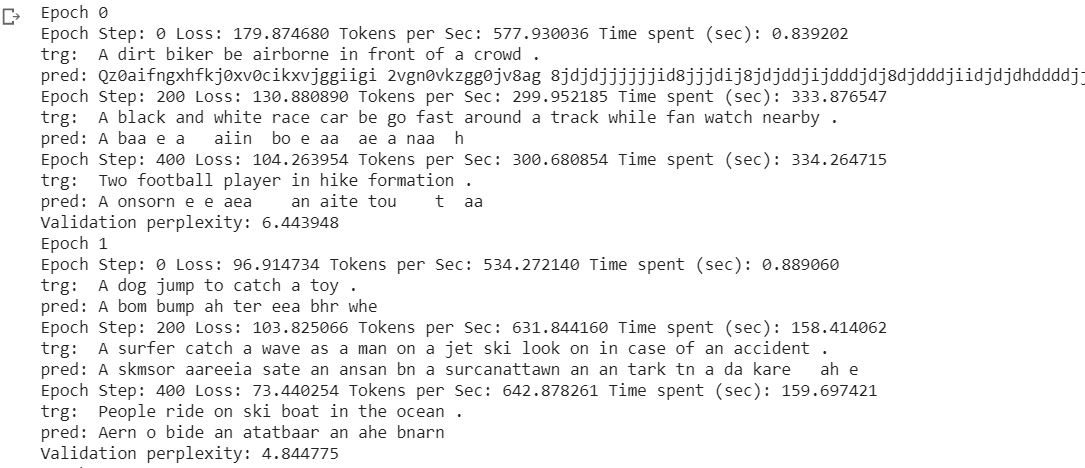 Epoch 0
Epoch Step: 0 Loss: 179.874680 Tokens per Sec: 577.930036 Time spent (sec): 0.839202
trg:  A dirt biker be airborne in front of a crowd .
pred: Qz0aifngxhfkj0xv0cikxvjggiigi 2vgn0vkzgg0jv8ag 8jdjdjjjjjjid8jjjdij8jdjddjijdddjdj8djdddjiidjdjdhddddjj
Epoch Step: 200 Loss: 130.880890 Tokens per Sec: 299.952185 Time spent (sec): 333.876547
trg:  A black and white race car be go fast around a track while fan watch nearby .
pred: A baa e a   aiin  bo e aa  ae a naa  h
Epoch Step: 400 Loss: 104.263954 Tokens per Sec: 300.680854 Time spent (sec): 334.264715
trg:  Two football player in hike formation .
pred: A onsorn e e aea    an aite tou    t  aa
Validation perplexity: 6.443948
Epoch 1
Epoch Step: 0 Loss: 96.914734 Tokens per Sec: 534.272140 Time spent (sec): 0.889060
trg:  A dog jump to catch a toy .
pred: A bom bump ah ter eea bhr whe
Epoch Step: 200 Loss: 103.825066 Tokens per Sec: 631.844160 Time spent (sec): 158.414062
trg:  A surfer catch a wave as a man on a jet ski look on in case of an accident .
pred: A skmsor aareeia sate an ansan bn a surcanattawn an an tark tn a da kare   ah e
Epoch Step: 400 Loss: 73.440254 Tokens per Sec: 642.878261 Time spent (sec): 159.697421
trg:  People ride on ski boat in the ocean .
pred: Aern o bide an atatbaar an ahe bnarn
Validation perplexity: 4.844775